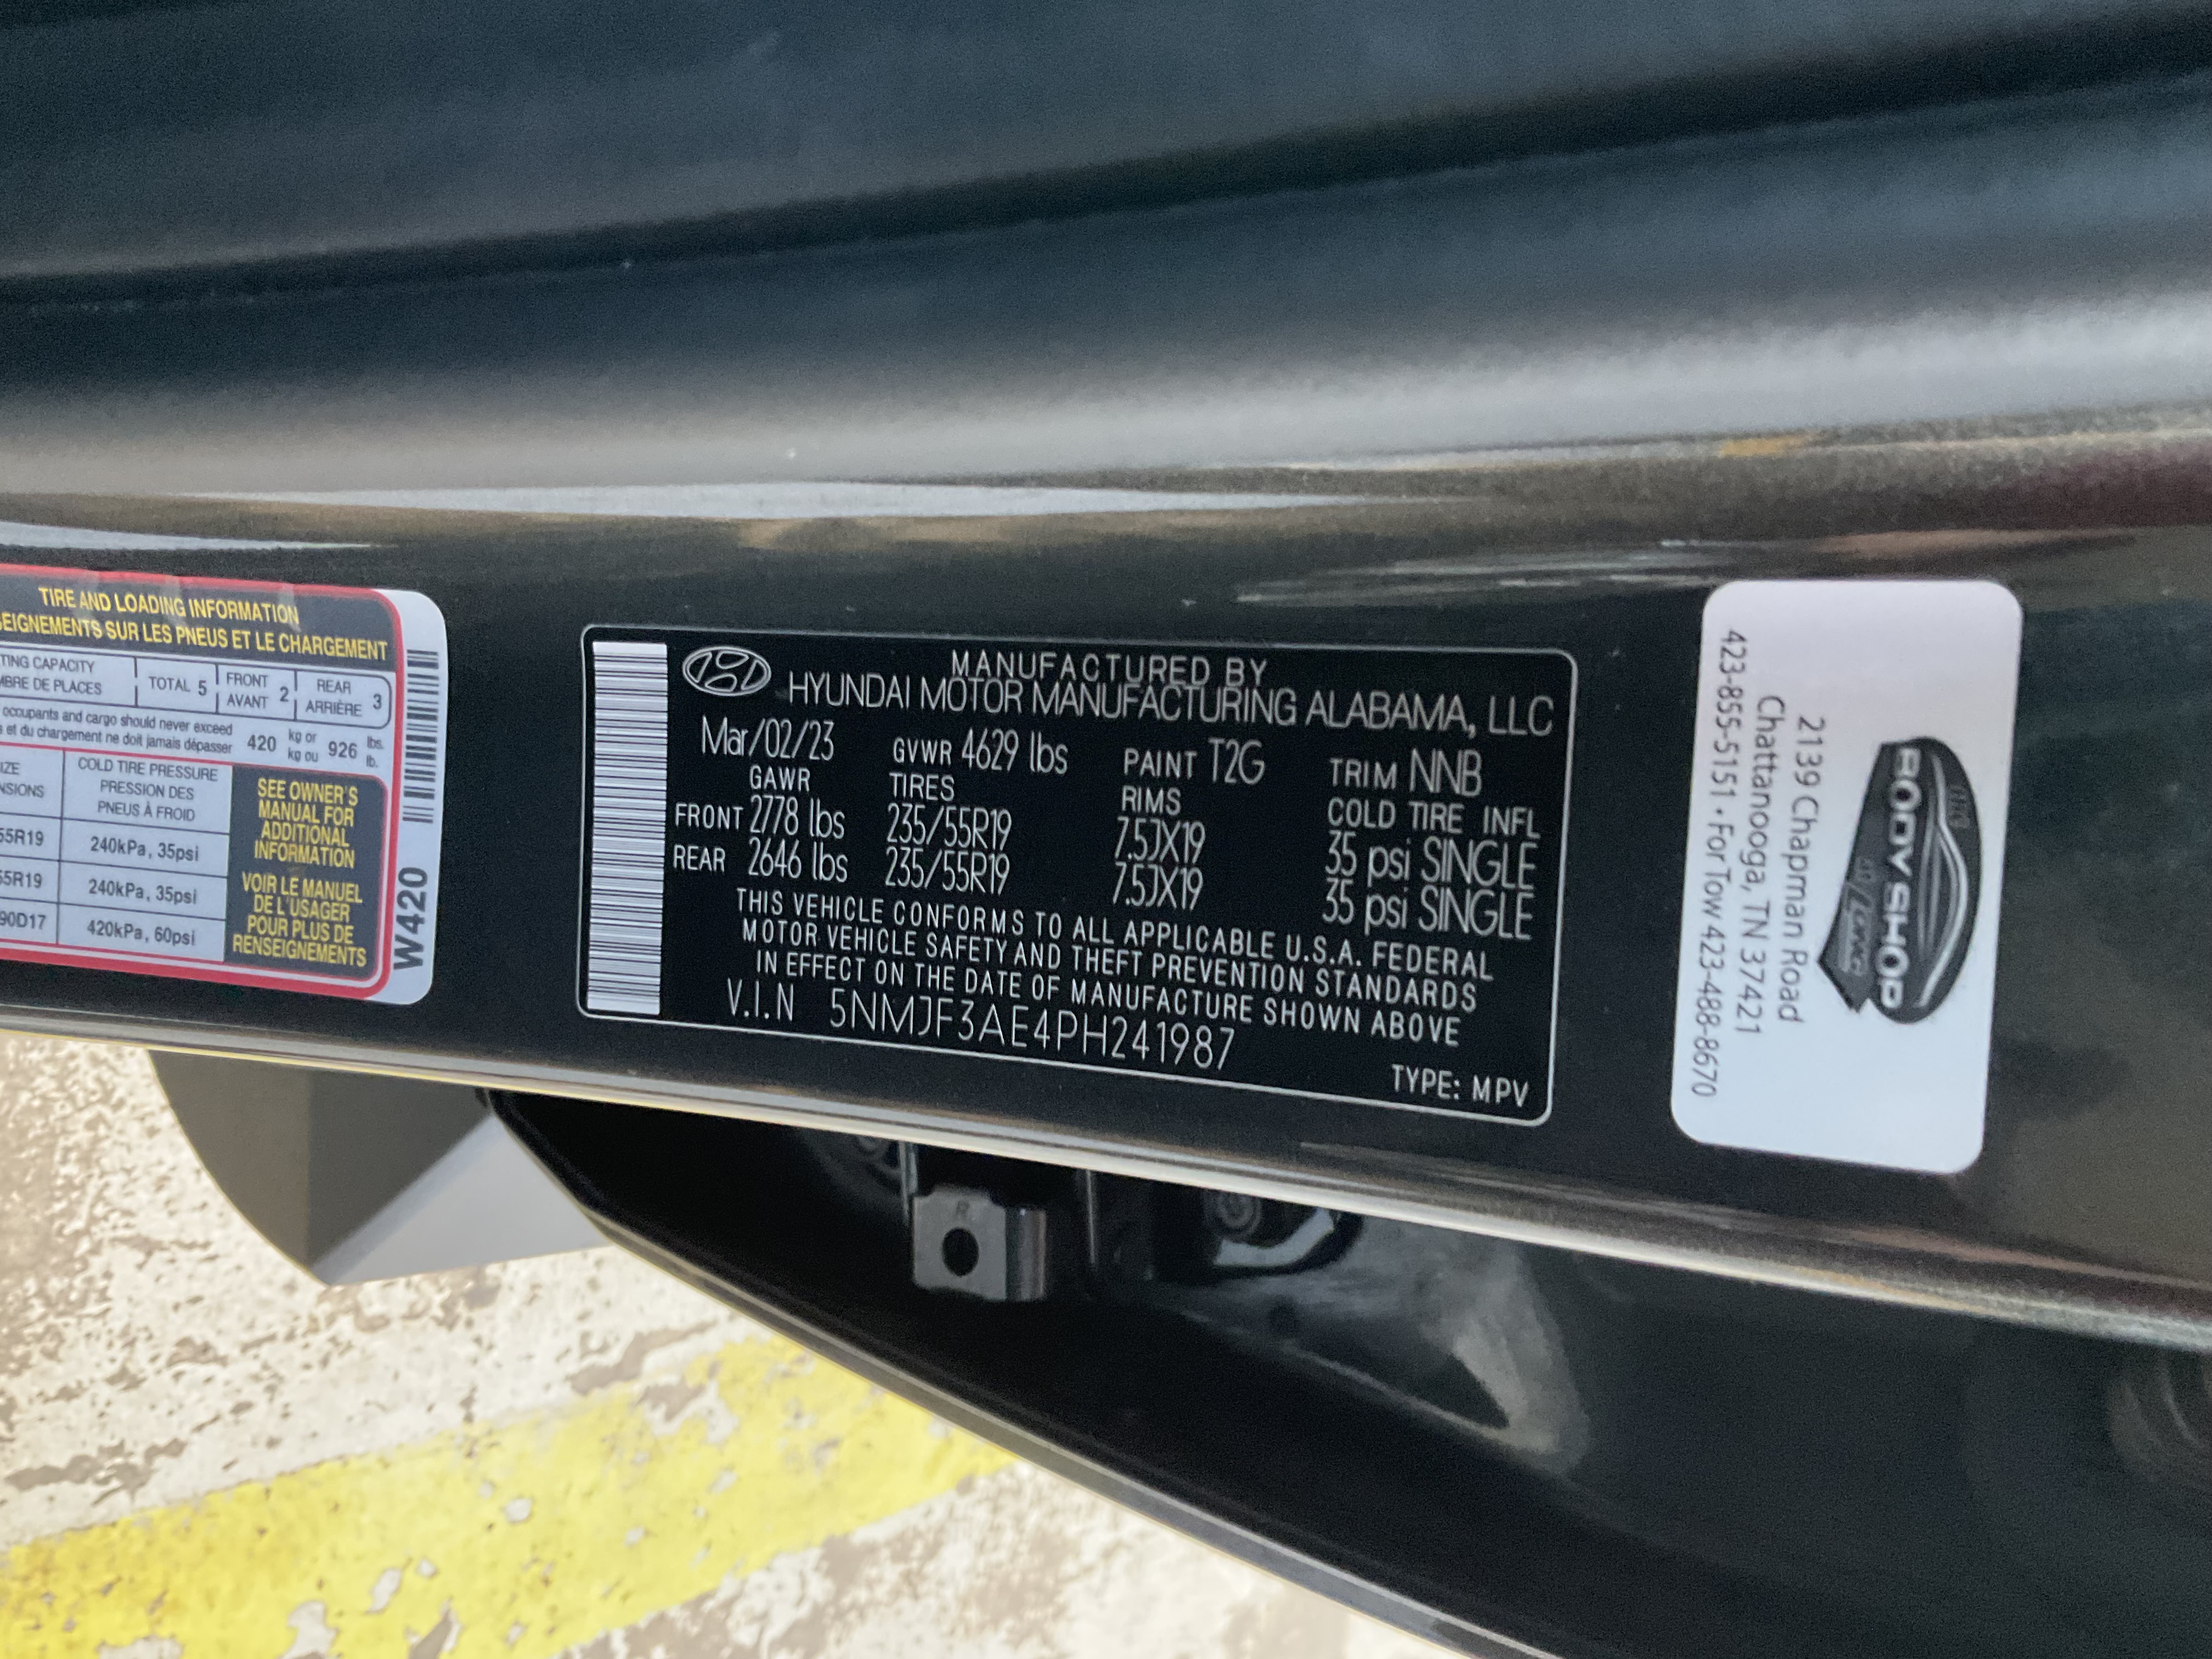 TIRE AND LOADING INFORMATION
SEIGNEMENTS SUR LES PNEUS ET LE CHARGEMENT
TING CAPACITY
MBRE DE PLACES
TOTAL 5
FRONT
AVANT 2
REAR
ARRIÈRE 3
occupants and cargo should never exceed
et du chargement ne doit jamais dépasser
420 kg or
kg ou
926 lbs.
lb.
IZE
NSIONS
COLD TIRE PRESSURE
PRESSION DES
PNEUS À FROID
55R19 240kPa, 35psi
55R19 240kPa, 35psi
90D17 420kPa, 60psi
SEE OWNER'S
MANUAL FOR
ADDITIONAL
INFORMATION
VOIR LE MANUEL
DE L'USAGER
POUR PLUS DE
RENSEIGNEMENTS
W420
MANUFACTURED BY
HYUNDAI MOTOR MANUFACTURING ALABAMA, LLC
Mar/02/23 GVWR 4629 lbs PAINT T2G TRIM NNB
GAWR TIRES RIMS COLD TIRE INFL
FRONT 2778 lbs 235/55R19 7.5JX19 35 psi SINGLE
REAR 2646 lbs 235/55R19 7.5JX19 35 psi SINGLE
THIS VEHICLE CONFORMS TO ALL APPLICABLE U.S.A. FEDERAL
MOTOR VEHICLE SAFETY AND THEFT PREVENTION STANDARDS
IN EFFECT ON THE DATE OF MANUFACTURE SHOWN ABOVE
V.I.N 5NMJF3AE4PH241987
TYPE: MPV
THE
BODY SHOP
2139 Chapman Road
Chattanooga, TN 37421
423-855-5151 • For Tow 423-488-8670
R